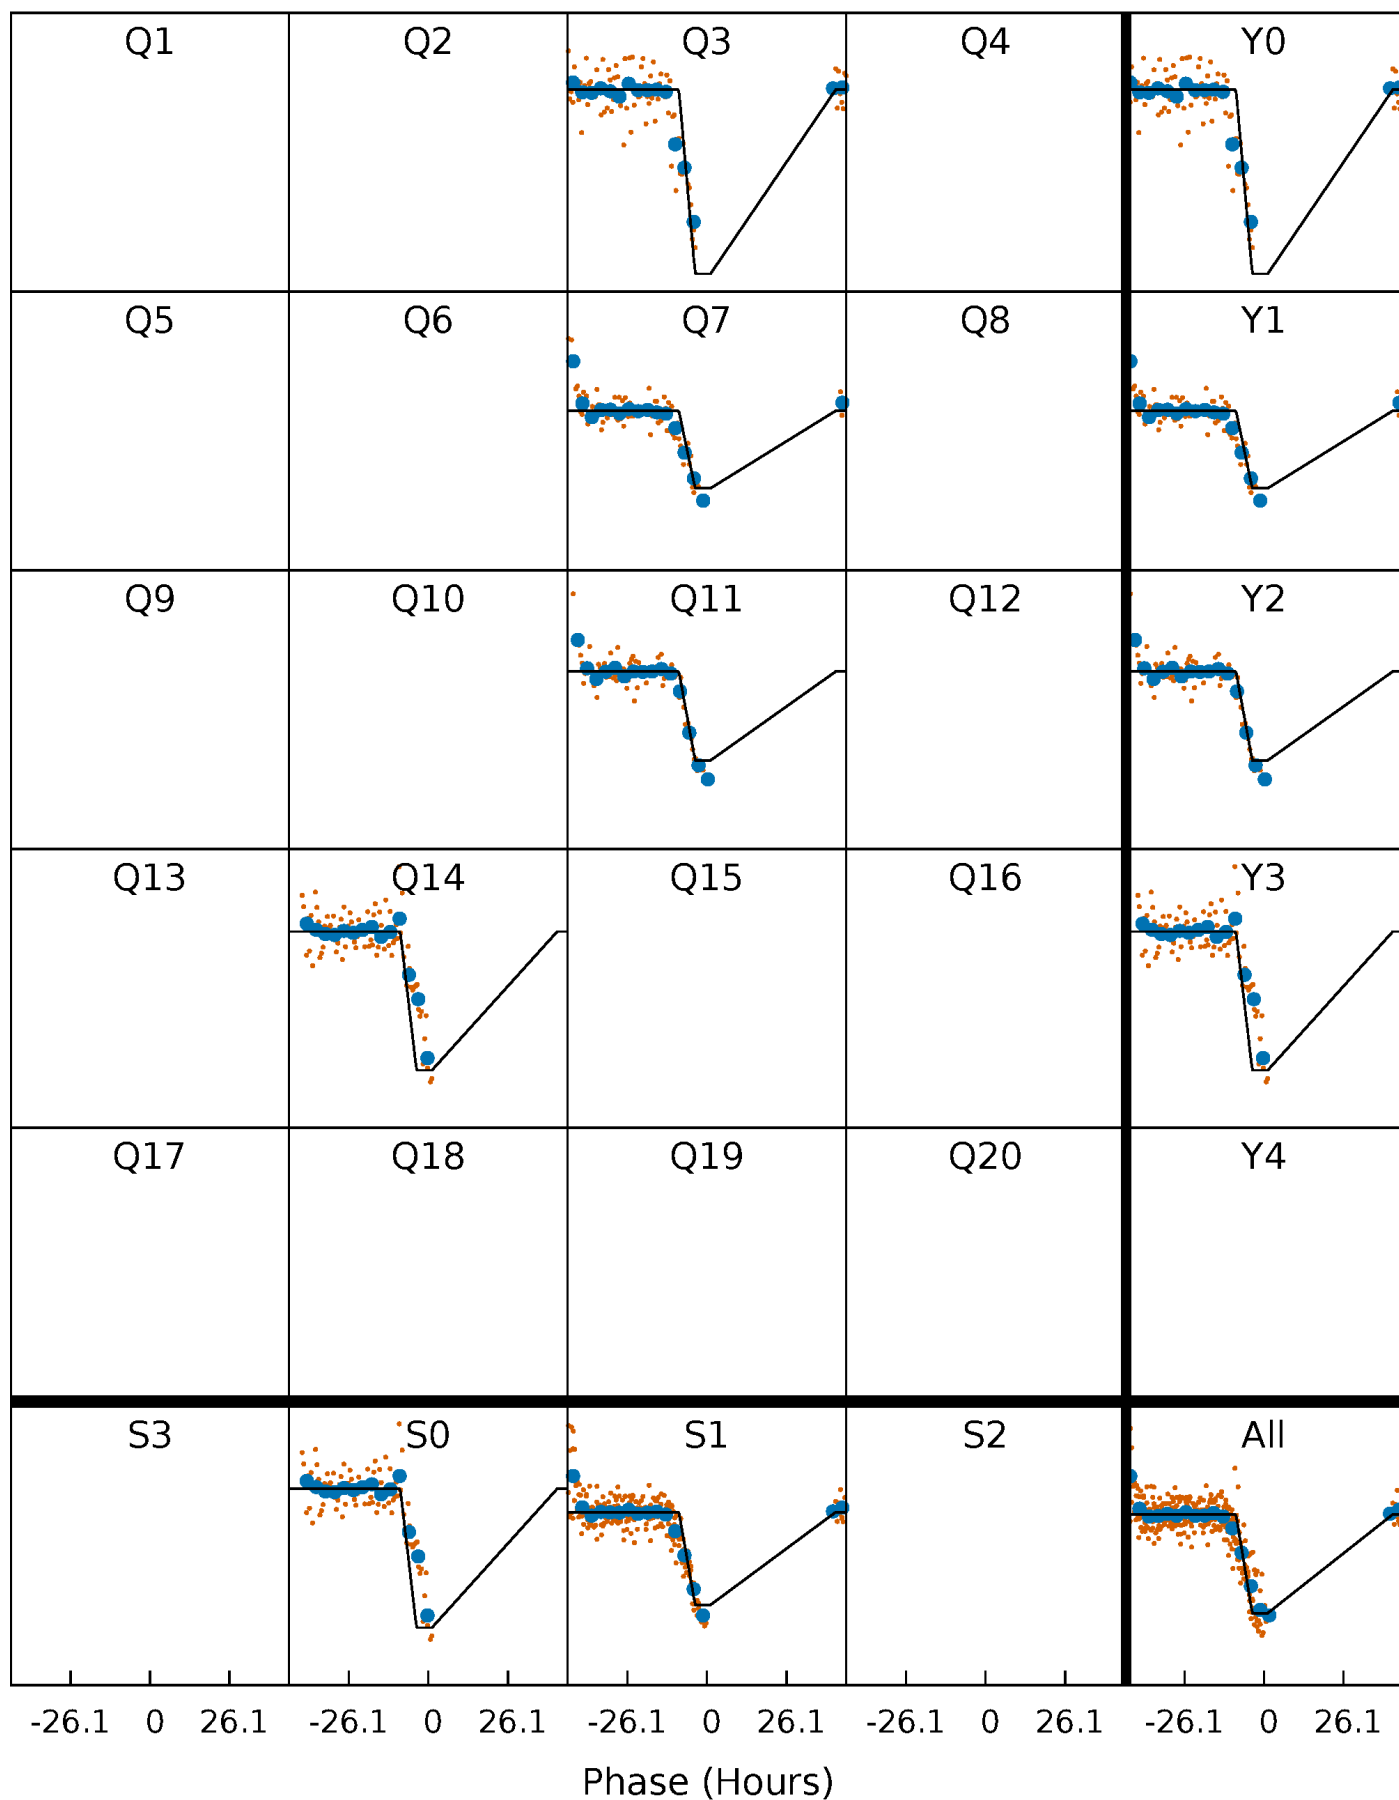 Q1 Q2 Q3 Q4 Y0
Q5 Q6 Q7 Q8 Y1
Q9 Q10 Q11 Q12 Y2
Q13 Q14 Q15 Q16 Y3
Q17 Q18 Q19 Q20 Y4
S3 S0 S1 S2 All
-26.1 0 26.1 -26.1 0 26.1 -26.1 0 26.1 -26.1 0 26.1 -26.1 0 26.1
Phase (Hours)